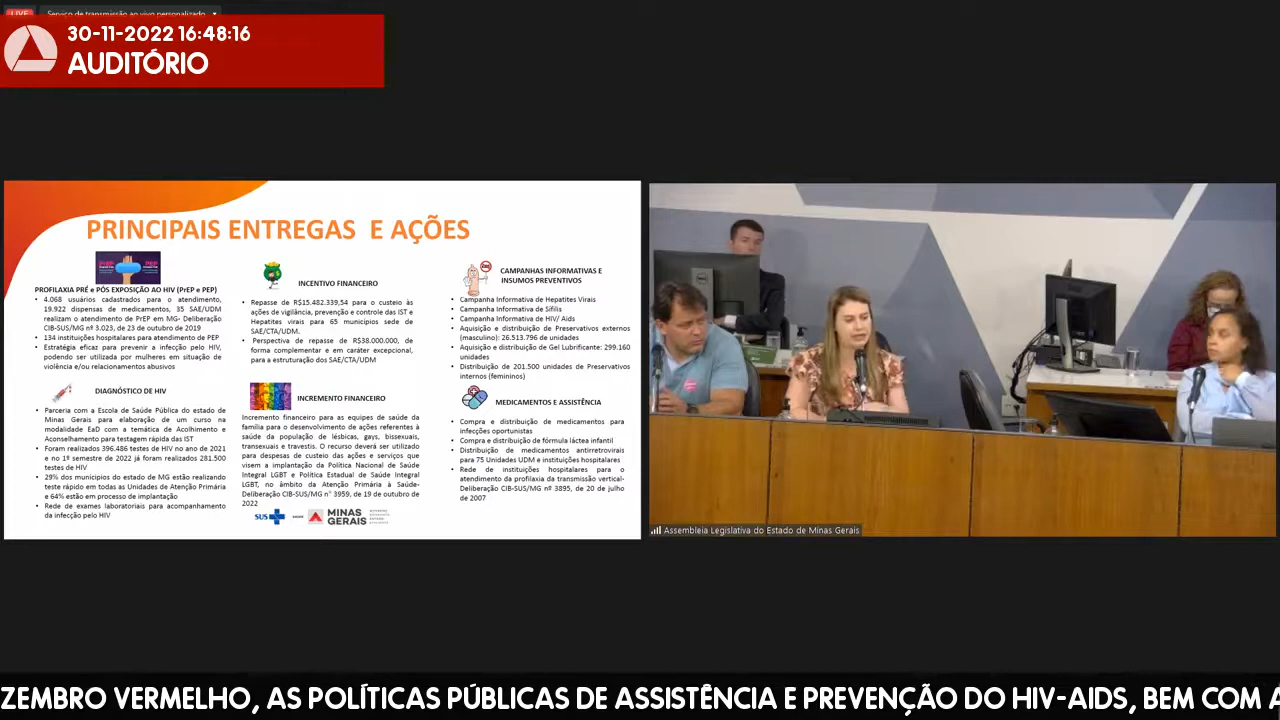 LIVE
Serviço de transmissão ao vivo personalizado
30-11-2022 16:48:16
AUDITÓRIO
PRINCIPAIS ENTREGAS E AÇÕES
PROFILAXIA PRÉ e PÓS EXPOSIÇÃO AO HIV (PrEP e PEP)
• 4.068 usuários cadastrados para o atendimento,
19.922 dispensas de medicamentos, 35 SAE/UDM
realizam o atendimento de PrEP em MG- Deliberação
CIB-SUS/MG nº 3.023, de 23 de outubro de 2019
• 134 instituições hospitalares para atendimento de PEP
• Estratégia eficaz para prevenir a infecção pelo HIV,
podendo ser utilizada por mulheres em situação de
violência e/ou relacionamentos abusivos
DIAGNÓSTICO DE HIV
• Parceria com a Escola de Saúde Pública do estado de
Minas Gerais para elaboração de um curso na
modalidade EaD com a temática de Acolhimento e
Aconselhamento para testagem rápida das IST
• Foram realizados 396.486 testes de HIV no ano de 2021
e no 1º semestre de 2022 já foram realizados 281.500
testes de HIV
• 29% dos municípios do estado de MG estão realizando
teste rápido em todas as Unidades de Atenção Primária
e 64% estão em processo de implantação
• Rede de exames laboratoriais para acompanhamento
da infecção pelo HIV
INCENTIVO FINANCEIRO
• Repasse de R$15.482.339,54 para o custeio às
ações de vigilância, prevenção e controle das IST e
Hepatites virais para 65 municípios sede de
SAE/CTA/UDM.
• Perspectiva de repasse de R$38.000.000, de
forma complementar e em caráter excepcional,
para a estruturação dos SAE/CTA/UDM
INCREMENTO FINANCEIRO
Incremento financeiro para as equipes de saúde da
família para o desenvolvimento de ações referentes à
saúde da população de lésbicas, gays, bissexuais,
transexuais e travestis. O recurso deverá ser utilizado
para despesas de custeio das ações e serviços que
visem a implantação da Política Nacional de Saúde
Integral LGBT e Política Estadual de Saúde Integral
LGBT, no âmbito da Atenção Primária à Saúde-
Deliberação CIB-SUS/MG n° 3959, de 19 de outubro de
2022
SUS
SAÚDE
MINAS
GERAIS
CAMPANHAS INFORMATIVAS E
INSUMOS PREVENTIVOS
• Campanha Informativa de Hepatites Virais
• Campanha Informativa de Sífilis
• Campanha Informativa de HIV/ Aids
• Aquisição e distribuição de Preservativos externos
(masculino): 26.513.796 de unidades
• Aquisição e distribuição de Gel Lubrificante: 299.160
unidades
• Distribuição de 201.500 unidades de Preservativos
internos (femininos)
MEDICAMENTOS E ASSISTÊNCIA
• Compra e distribuição de medicamentos para
infecções oportunistas
• Compra e distribuição de fórmula láctea infantil
• Distribuição de medicamentos antirretrovirais
para 75 Unidades UDM e instituições hospitalares
• Rede de instituições hospitalares para o
atendimento da profilaxia da transmissão vertical-
Deliberação CIB-SUS/MG nº 3895, de 20 de julho
de 2007
Assembleia Legislativa do Estado de Minas Gerais
ZEMBRO VERMELHO, AS POLÍTICAS PÚBLICAS DE ASSISTÊNCIA E PREVENÇÃO DO HIV-AIDS, BEM COM A